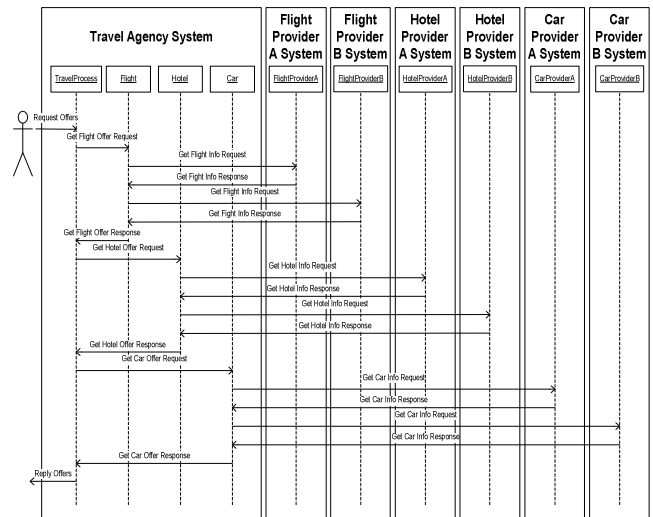 Travel Agency System
Flight
Provider
A System
Flight
Provider
B System
Hotel
Provider
A System
Hotel
Provider
B System
Car
Provider
A System
Car
Provider
B System
TravelProcess
Flight
Hotel
Car
FlightProviderA
FlightProviderB
HotelProviderA
HotelProviderB
CarProviderA
CarProviderB
Request Offers
Get Flight Offer Request
Get Flight Info Request
Get Fight Info Response
Get Flight Info Request
Get Fight Info Response
Get Flight Offer Response
Get Hotel Offer Request
Get Hotel Info Request
Get Hotel Info Response
Get Hotel Info Request
Get Hotel Info Response
Get Hotel Offer Response
Get Car Offer Request
Get Car Info Request
Get Car Info Response
Get Car Info Request
Get Car Info Response
Get Car Offer Response
Reply Offers